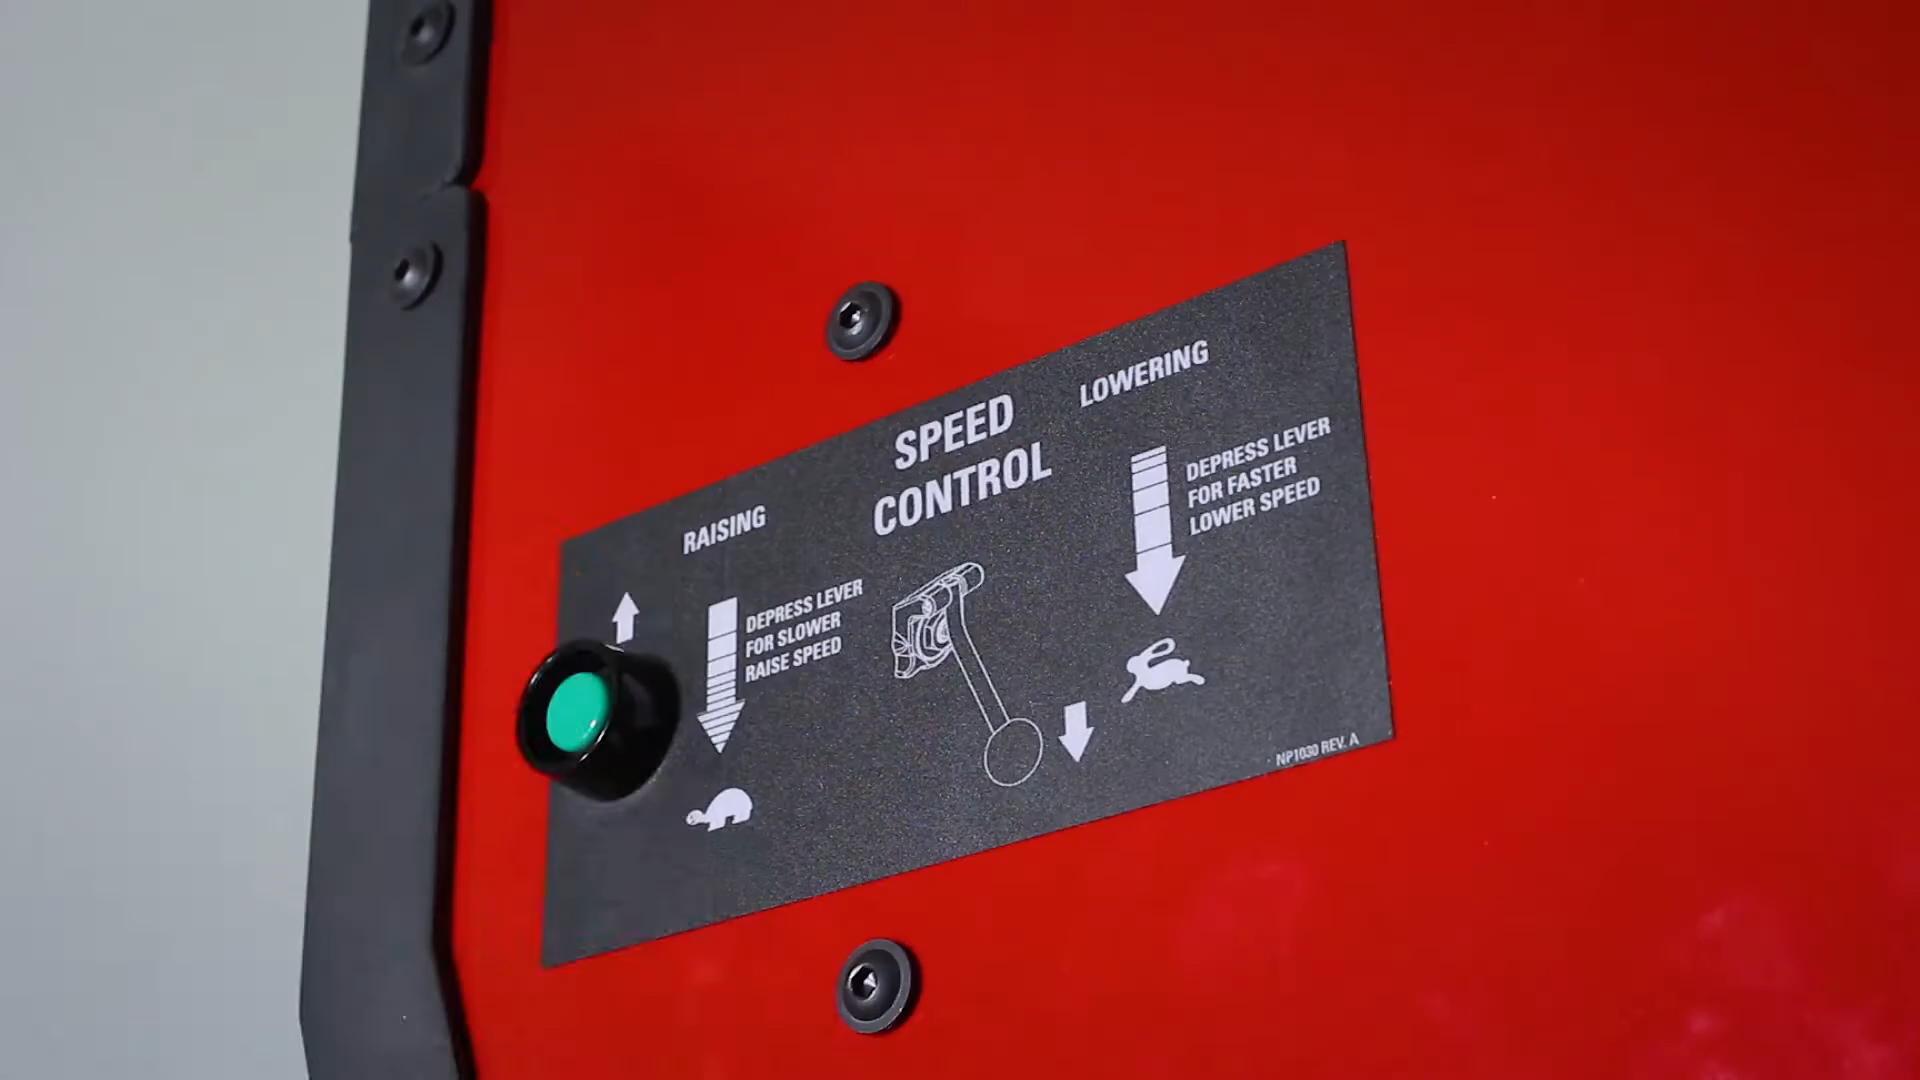 SPEED
CONTROL
RAISING
DEPRESS LEVER
FOR SLOWER
RAISE SPEED
LOWERING
DEPRESS LEVER
FOR FASTER
LOWER SPEED
NP1030 REV. A